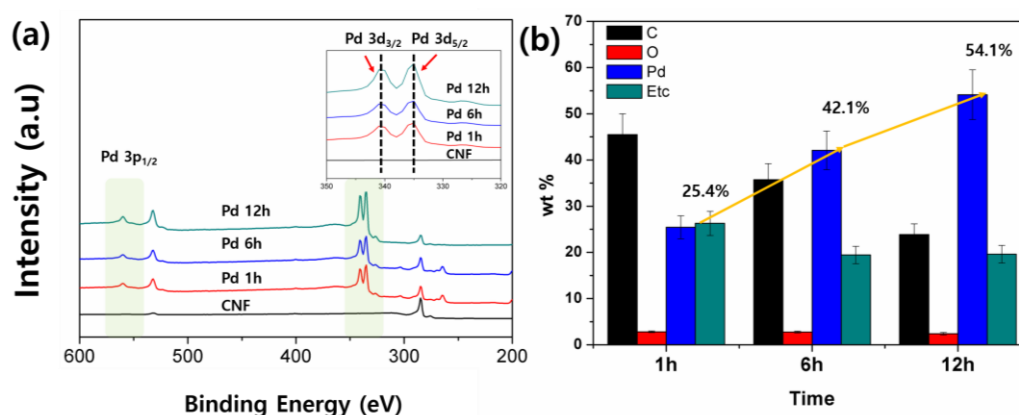 (a)
Intensity (a.u)
Pd 3p1/2
Pd 3d3/2 Pd 3d5/2
Pd 12h
Pd 6h
Pd 1h
CNF
350 340 330 320
Pd 12h
Pd 6h
Pd 1h
CNF
600 500 400 300 200
Binding Energy (eV)
(b)
C
O
Pd
Etc
25.4%
42.1%
54.1%
wt %
70
60
50
40
30
20
10
0
1h 6h 12h
Time